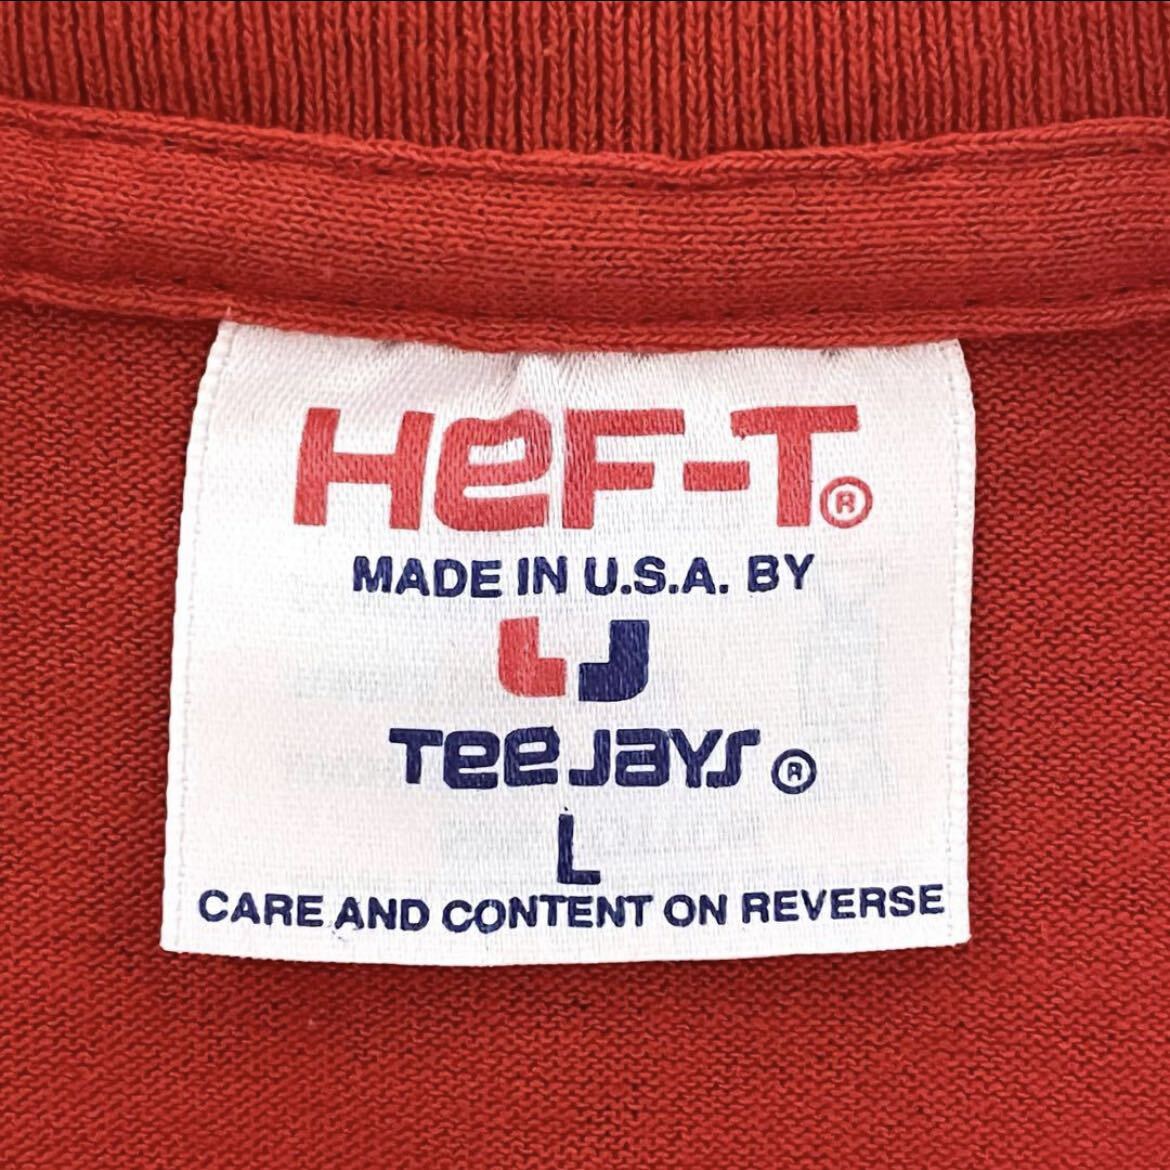 HeF-T®
MADE IN U.S.A. BY
TEE JAYS ®
L
CARE AND CONTENT ON REVERSE